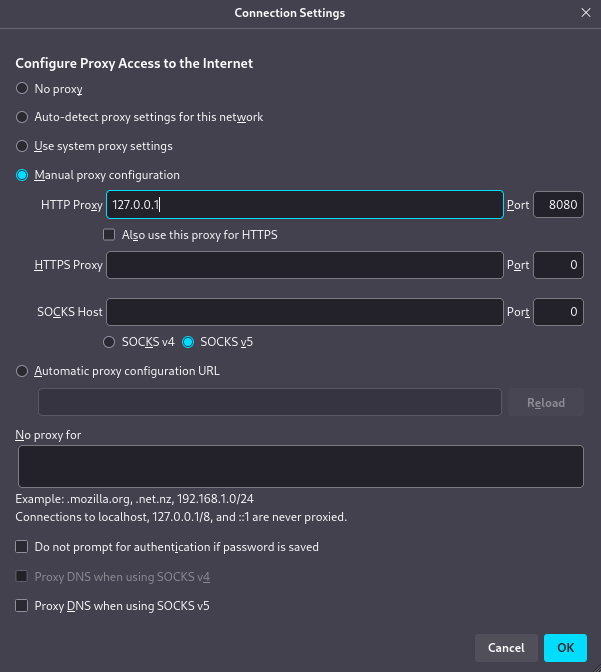 Connection Settings
Configure Proxy Access to the Internet
No proxy
Auto-detect proxy settings for this network
Use system proxy settings
Manual proxy configuration
HTTP Proxy 127.0.0.1 Port 8080
Also use this proxy for HTTPS
HTTPS Proxy Port 0
SOCKS Host Port 0
SOCKS v4 SOCKS v5
Automatic proxy configuration URL
Reload
No proxy for
Example: .mozilla.org, .net.nz, 192.168.1.0/24
Connections to localhost, 127.0.0.1/8, and ::1 are never proxied.
Do not prompt for authentication if password is saved
Proxy DNS when using SOCKS v4
Proxy DNS when using SOCKS v5
Cancel OK